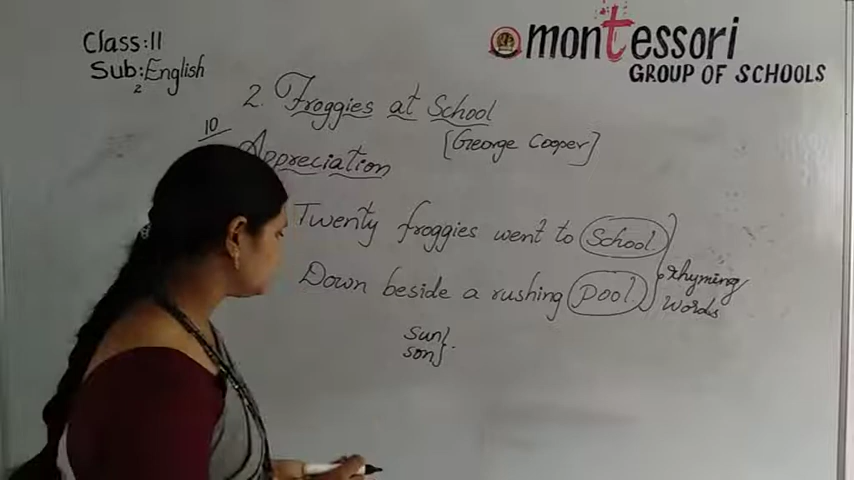 Class: II
Sub: English
2
montessori
GROUP OF SCHOOLS
2. Froggies at School
[George Cooper]
10
Appreciation
Twenty froggies went to School
Down beside a rushing pool.
rhyming
words
Sun
son